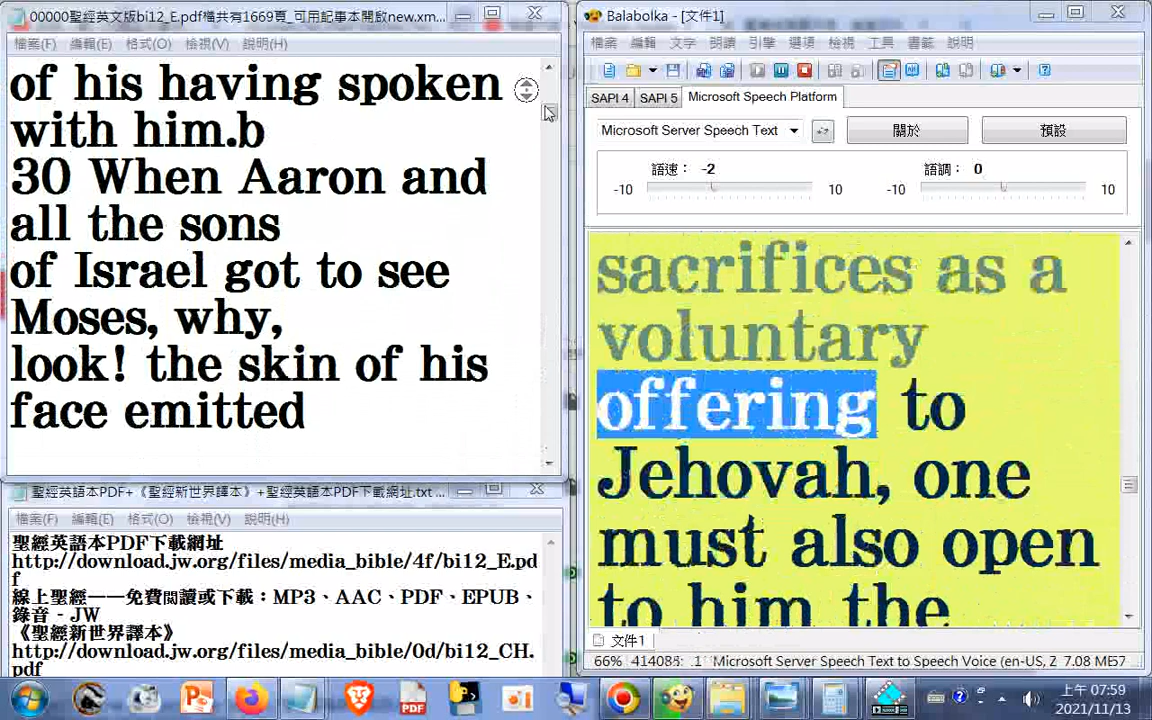 00000聖經英文版bi12_E.pdf檔共有1669頁_可用記事本開啟new.xm...
檔案(F) 編輯(E) 格式(O) 檢視(V) 說明(H)
of his having spoken
with him.b
30 When Aaron and
all the sons
of Israel got to see
Moses, why,
look! the skin of his
face emitted
聖經英語本PDF+《聖經新世界譯本》+聖經英語本PDF下載網址.txt ...
檔案(F) 編輯(E) 格式(O) 檢視(V) 說明(H)
聖經英語本PDF下載網址
http://download.jw.org/files/media_bible/4f/bi12_E.pd
f
線上聖經——免費閱讀或下載：MP3、AAC、PDF、EPUB、
錄音 - JW
《聖經新世界譯本》
http://download.jw.org/files/media_bible/0d/bi12_CH.
pdf
Balabolka - [文件1]
檔案 編輯 文字 朗讀 引擎 選項 檢視 工具 書籤 說明
SAPI 4 SAPI 5 Microsoft Speech Platform
Microsoft Server Speech Text 關於 預設
語速： -2 語調： 0
-10 10 -10 10
sacrifices as a
voluntary
offering to
Jehovah, one
must also open
to him the
文件1
66% Microsoft Server Speech Text to Speech Voice (en-US, Z
上午 07:59
2021/11/13